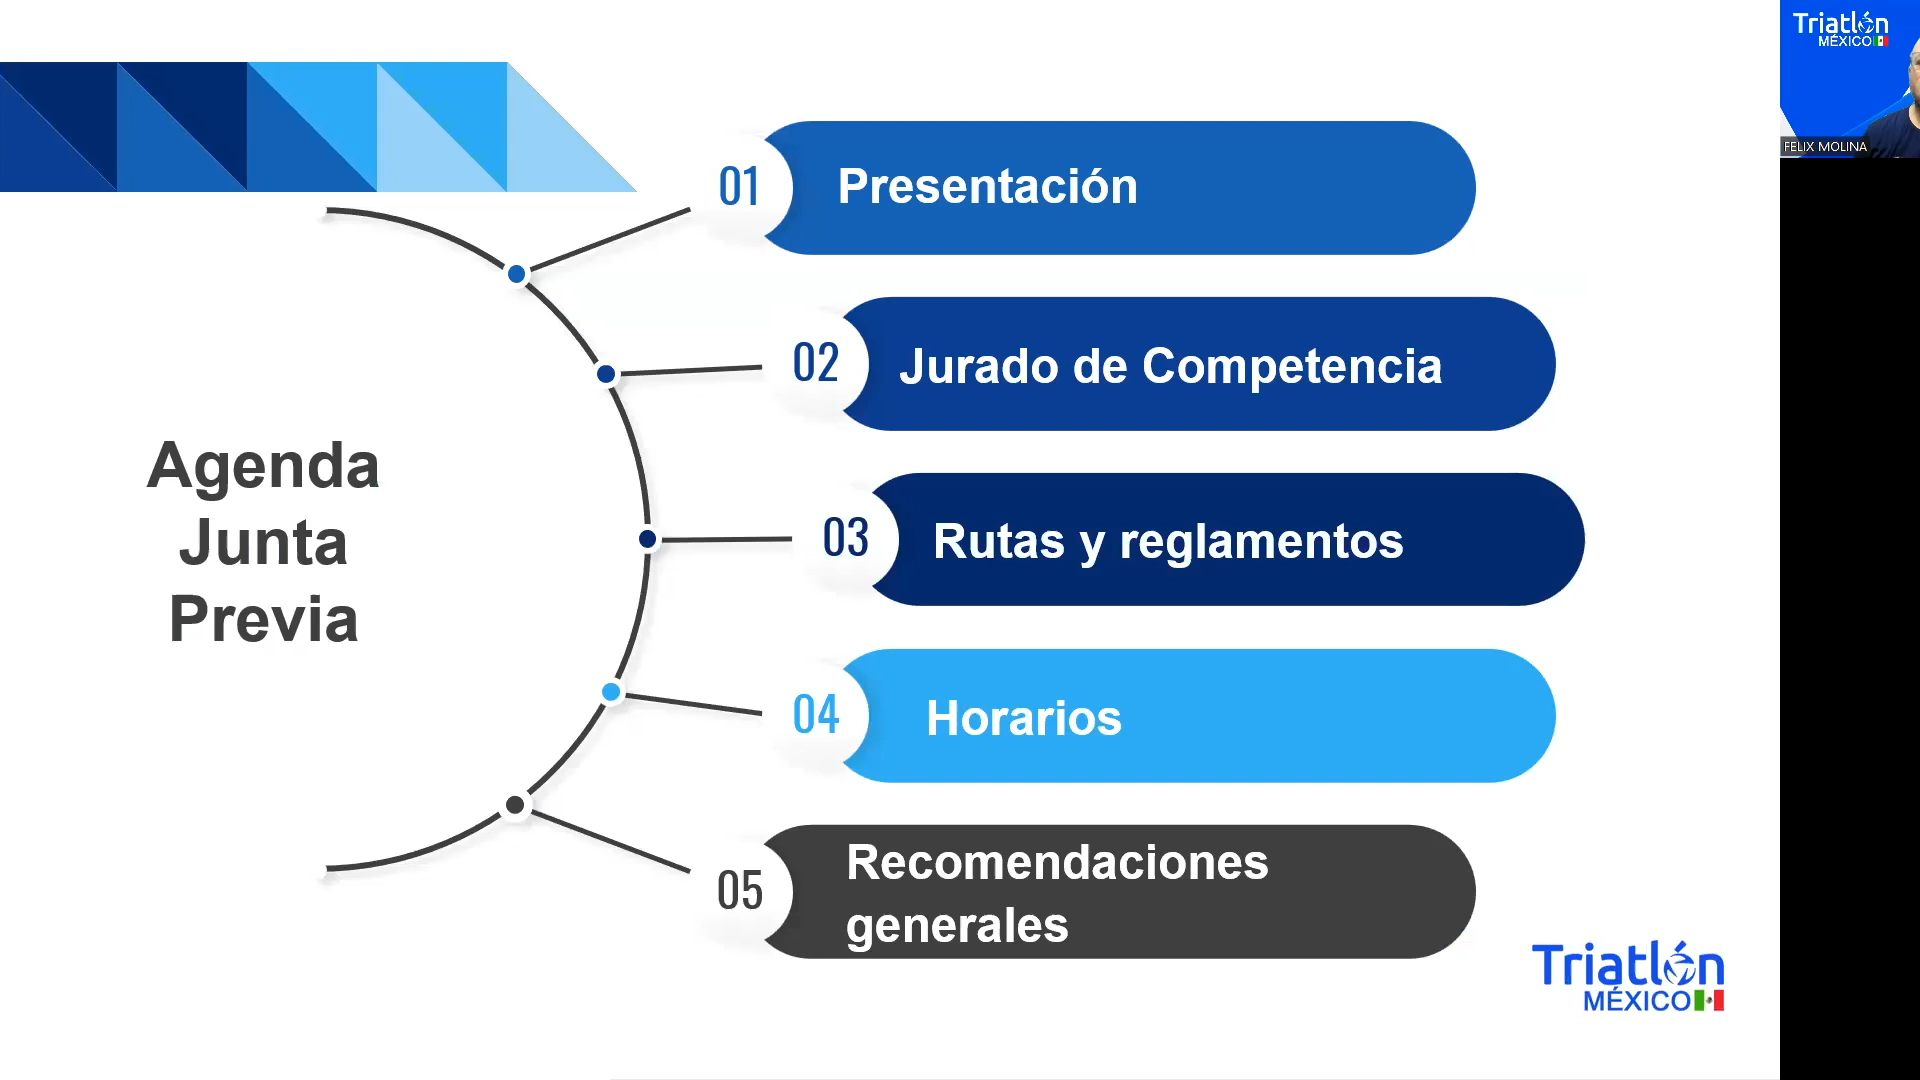 Agenda
Junta
Previa
01
Presentación
02
Jurado de Competencia
03
Rutas y reglamentos
04
Horarios
05
Recomendaciones
generales
Triatlón
MÉXICO
Triatlón
MÉXICO
FELIX MOLINA